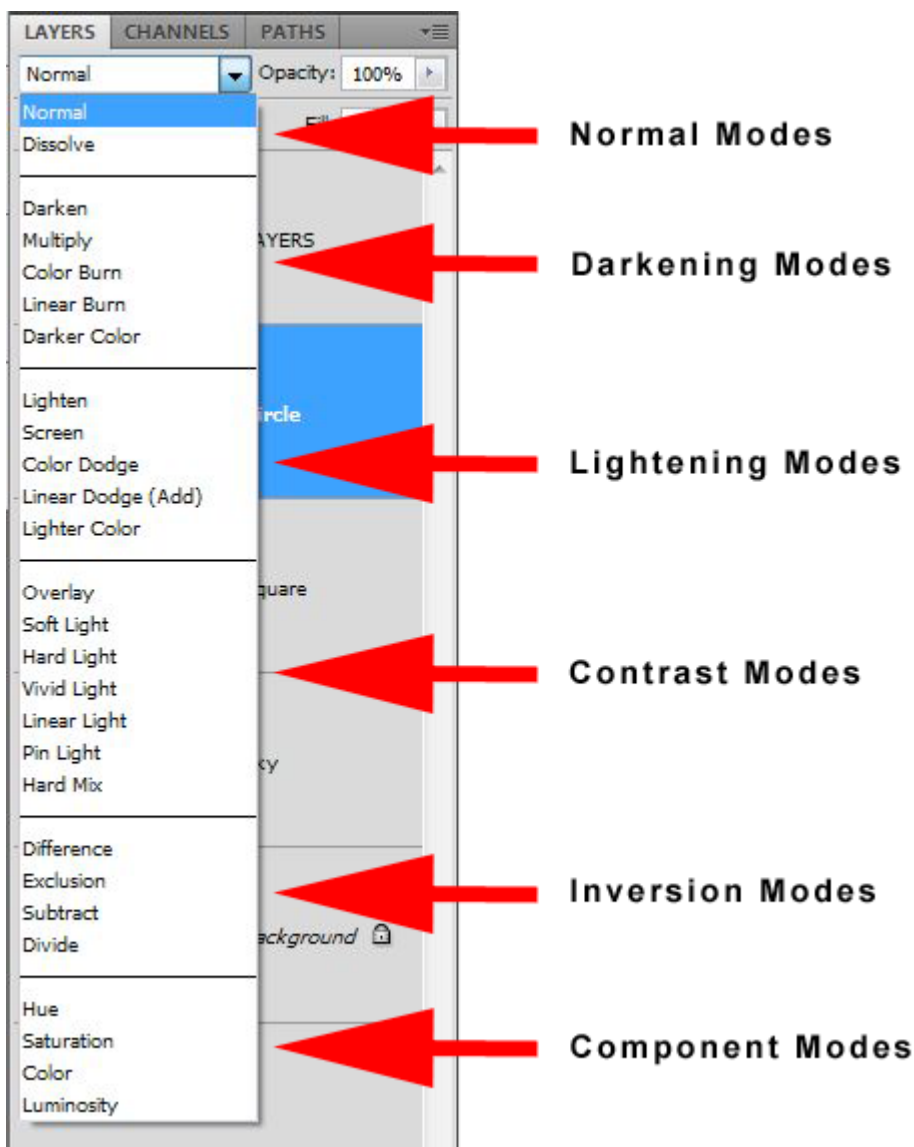 LAYERS CHANNELS PATHS
Normal Opacity: 100%
Normal
Dissolve
Normal Modes
Darken
Multiply
Color Burn
Linear Burn
Darker Color
AYERS
Darkening Modes
Lighten
Screen
Color Dodge
Linear Dodge (Add)
Lighter Color
ircle
Lightening Modes
Overlay
Soft Light
Hard Light
Vivid Light
Linear Light
Pin Light
Hard Mix
quare
ky
Contrast Modes
Difference
Exclusion
Subtract
Divide
ackground
Inversion Modes
Hue
Saturation
Color
Luminosity
Component Modes